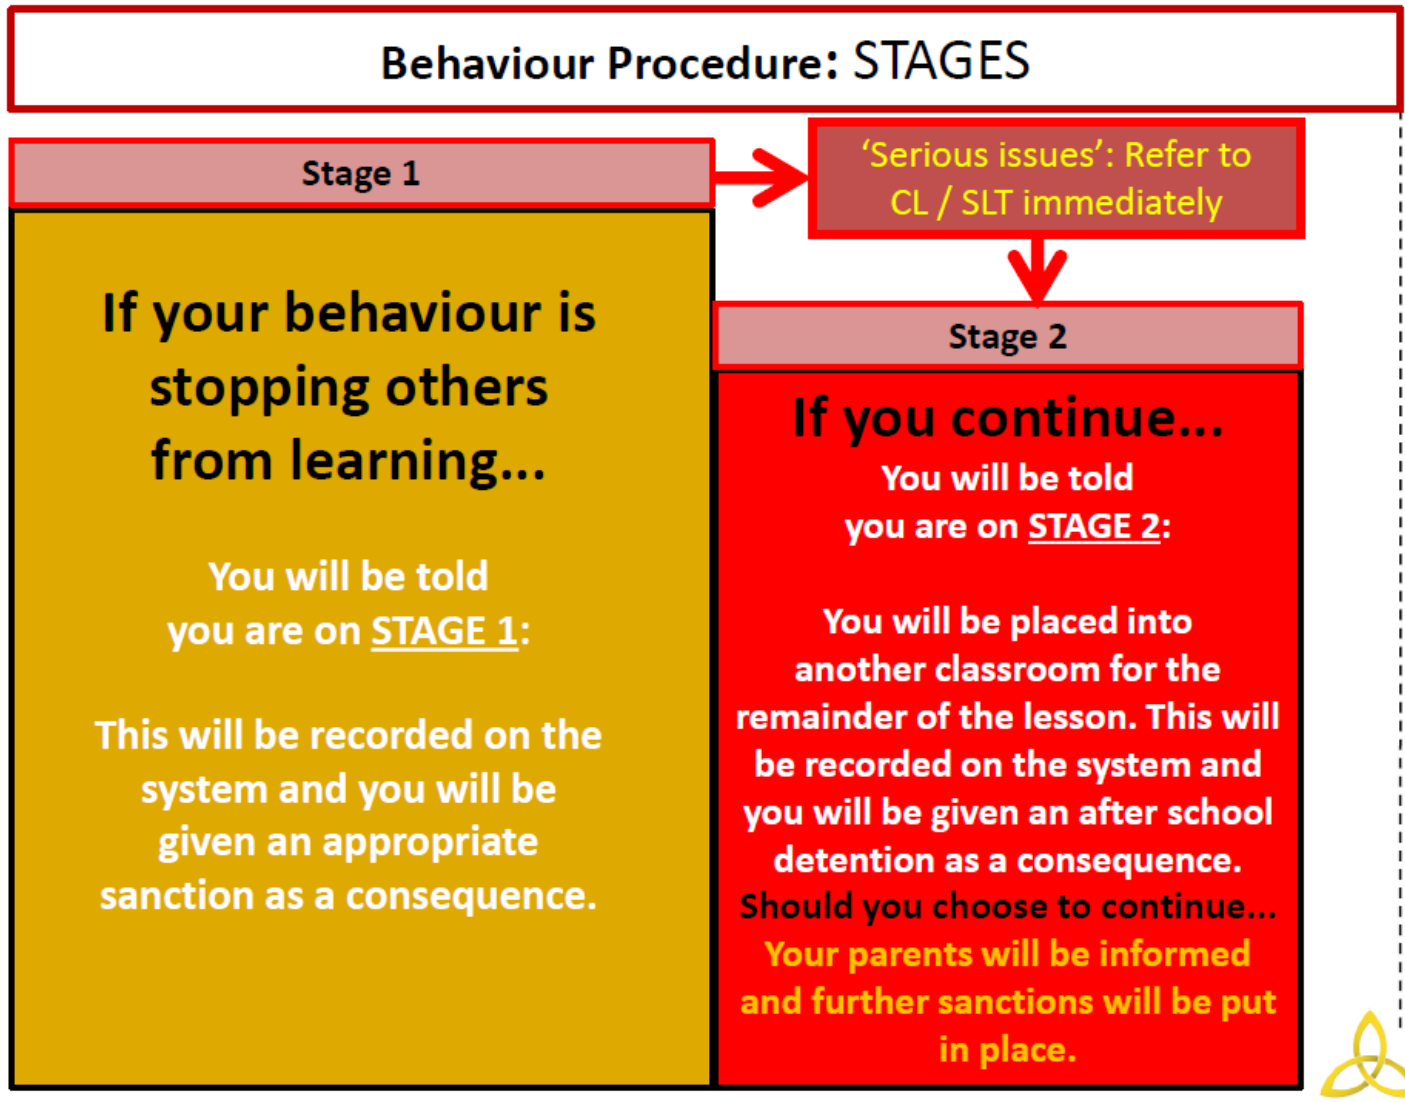 Behaviour Procedure: STAGES
Stage 1
If your behaviour is
stopping others
from learning...
You will be told
you are on STAGE 1:
This will be recorded on the
system and you will be
given an appropriate
sanction as a consequence.
‘Serious issues’: Refer to
CL / SLT immediately
Stage 2
If you continue...
You will be told
you are on STAGE 2:
You will be placed into
another classroom for the
remainder of the lesson. This will
be recorded on the system and
you will be given an after school
detention as a consequence.
Should you choose to continue...
Your parents will be informed
and further sanctions will be put
in place.